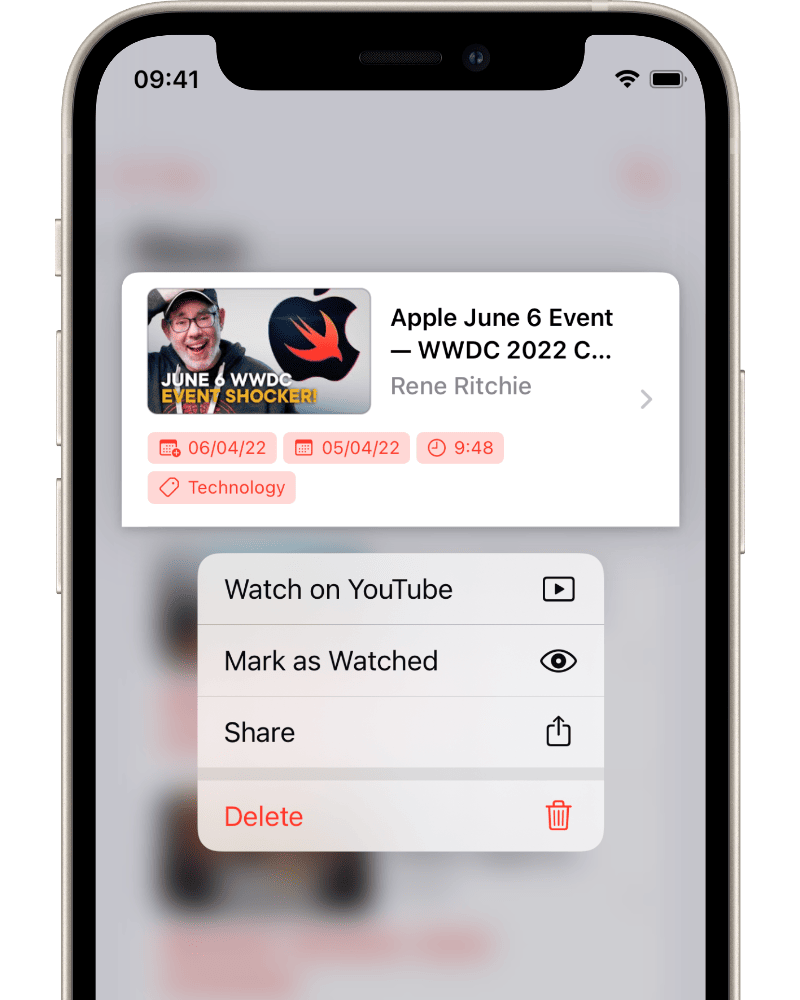 09:41
JUNE 6 WWDC
EVENT SHOCKER!
Apple June 6 Event
— WWDC 2022 C...
Rene Ritchie
06/04/22 05/04/22 9:48
Technology
Watch on YouTube
Mark as Watched
Share
Delete